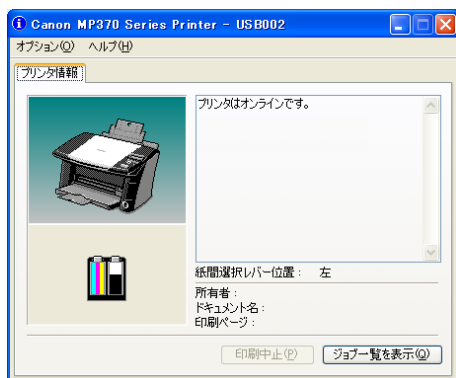 Canon MP370 Series Printer - USB002
オプション(O) ヘルプ(H)
プリンタ情報
プリンタはオンラインです。
紙間選択レバー位置： 左
所有者：
ドキュメント名：
印刷ページ：
印刷中止(P) ジョブ一覧を表示(Q)